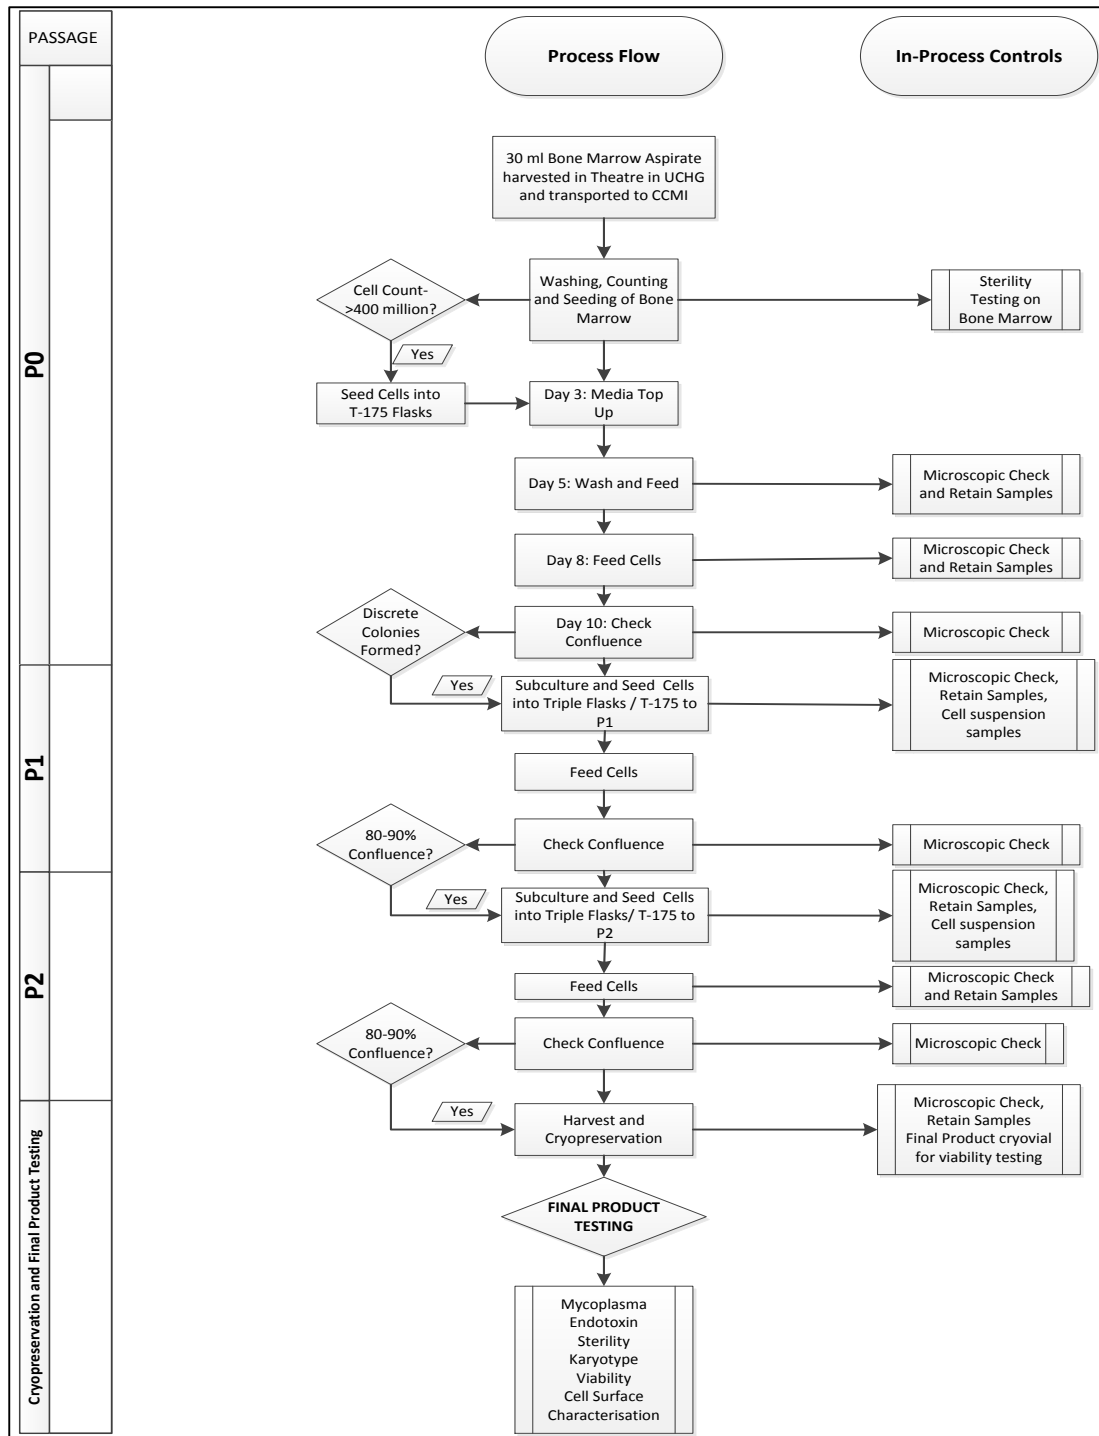 PASSAGE
Process Flow
In-Process Controls
P0
30 ml Bone Marrow Aspirate
harvested in Theatre in UCHG
and transported to CCMI
Cell Count-
>400 million?
Washing, Counting
and Seeding of Bone
Marrow
Sterility
Testing on
Bone Marrow
Yes
Seed Cells into
T-175 Flasks
Day 3: Media Top
Up
Day 5: Wash and Feed
Microscopic Check
and Retain Samples
Day 8: Feed Cells
Microscopic Check
and Retain Samples
Discrete
Colonies
Formed?
Day 10: Check
Confluence
Microscopic Check
P1
Yes
Subculture and Seed Cells
into Triple Flasks / T-175 to
P1
Microscopic Check,
Retain Samples,
Cell suspension
samples
Feed Cells
80-90%
Confluence?
Check Confluence
Microscopic Check
P2
Yes
Subculture and Seed Cells
into Triple Flasks/ T-175 to
P2
Microscopic Check,
Retain Samples,
Cell suspension
samples
Feed Cells
Microscopic Check
and Retain Samples
80-90%
Confluence?
Check Confluence
Microscopic Check
Cryopreservation and Final Product Testing
Yes
Harvest and
Cryopreservation
Microscopic Check,
Retain Samples
Final Product cryovial
for viability testing
FINAL PRODUCT
TESTING
Mycoplasma
Endotoxin
Sterility
Karyotype
Viability
Cell Surface
Characterisation